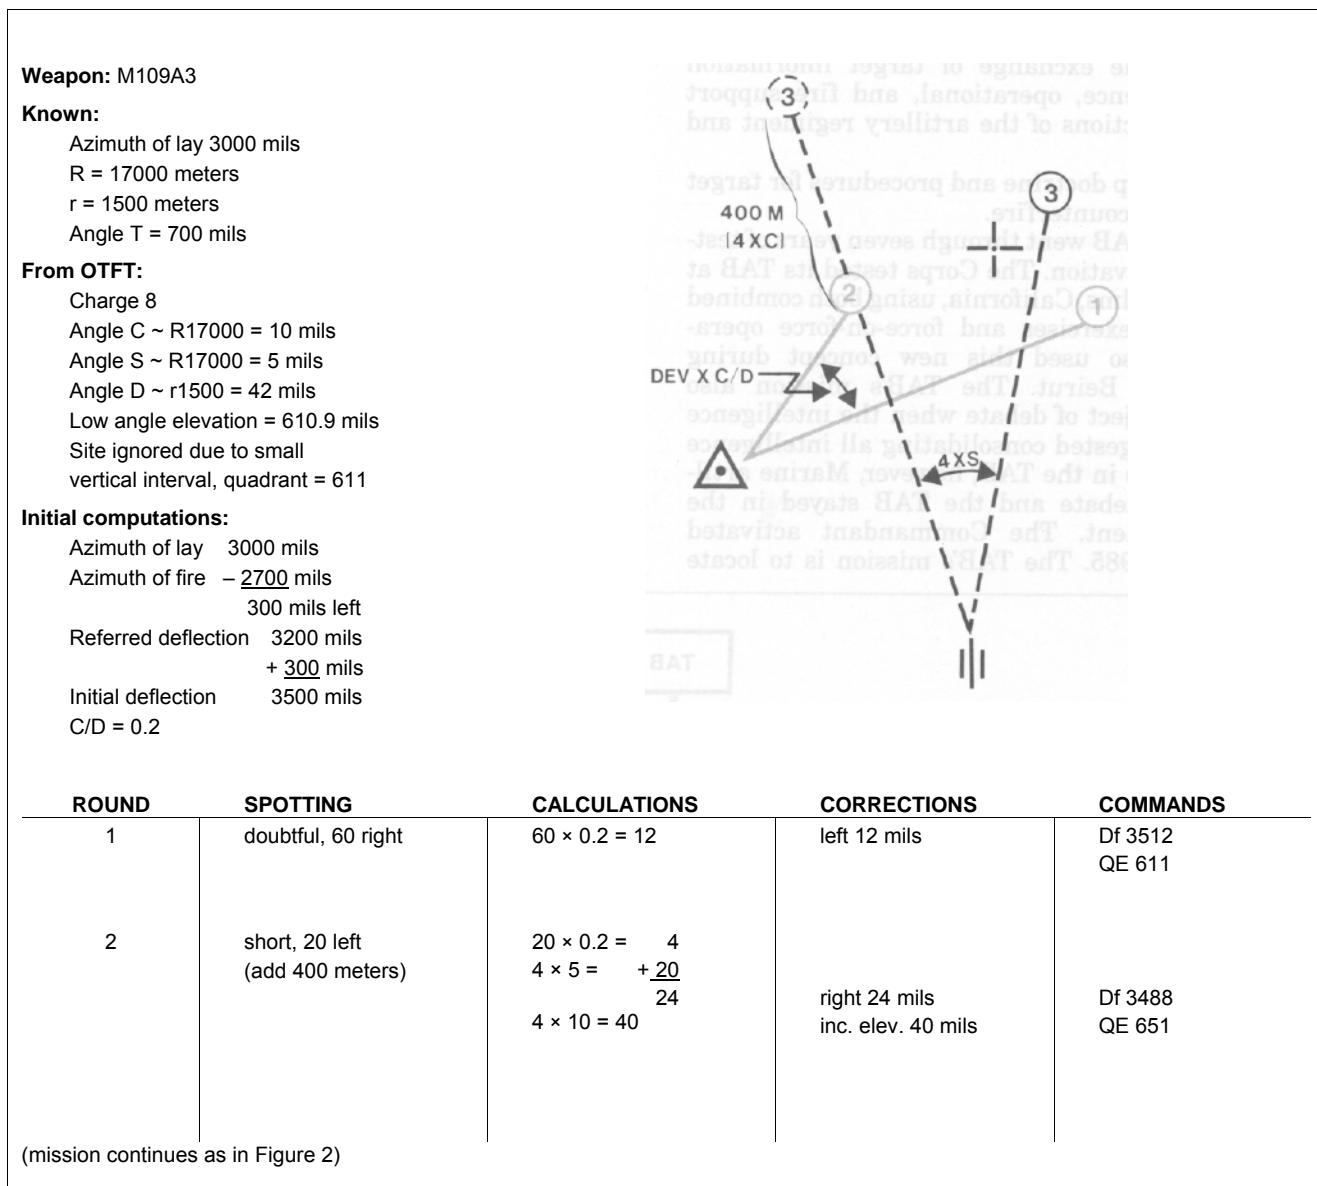 Weapon: M109A3
Known:
Azimuth of lay 3000 mils
R = 17000 meters
r = 1500 meters
Angle T = 700 mils
From OTFT:
Charge 8
Angle C ~ R17000 = 10 mils
Angle S ~ R17000 = 5 mils
Angle D ~ r1500 = 42 mils
Low angle elevation = 610.9 mils
Site ignored due to small
vertical interval, quadrant = 611
Initial computations:
Azimuth of lay 3000 mils
Azimuth of fire – 2700 mils
300 mils left
Referred deflection 3200 mils
+ 300 mils
Initial deflection 3500 mils
C/D = 0.2
3
3
400 M
(4 XC)
2
1
DEV X C/D
4 XS
ROUND SPOTTING CALCULATIONS CORRECTIONS COMMANDS
1 doubtful, 60 right 60 × 0.2 = 12 left 12 mils Df 3512
QE 611
2 short, 20 left 20 × 0.2 = 4
(add 400 meters) 4 × 5 = + 20
24 right 24 mils Df 3488
4 × 10 = 40 inc. elev. 40 mils QE 651
(mission continues as in Figure 2)